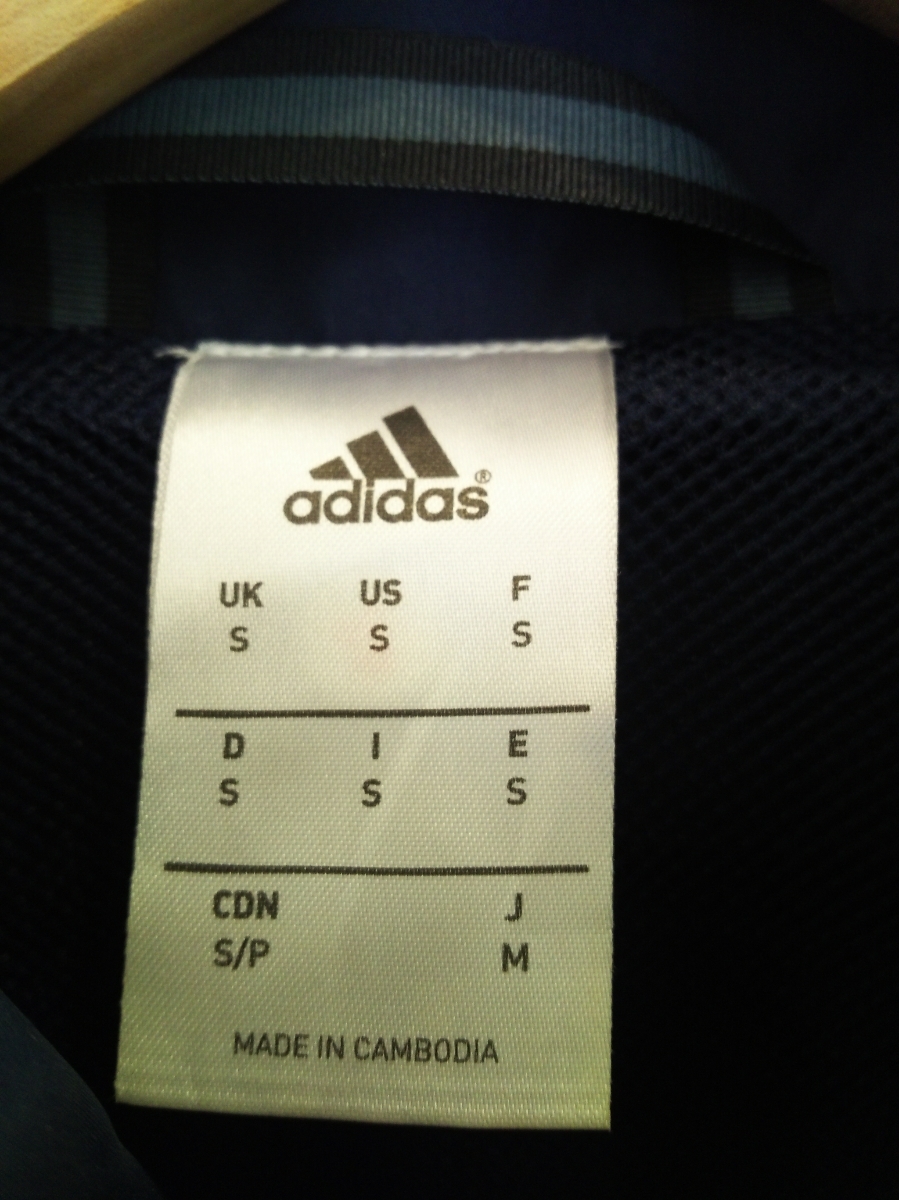 adidas®
UK US F
S S S
D I E
S S S
CDN J
S/P M
MADE IN CAMBODIA